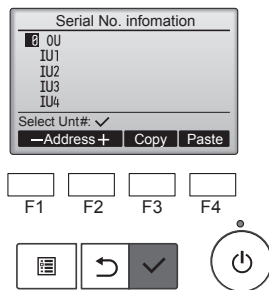 Serial No. infomation
0 OU
IU1
IU2
IU3
IU4
Select Unt#: ✓
−Address+ Copy Paste
F1 F2 F3 F4